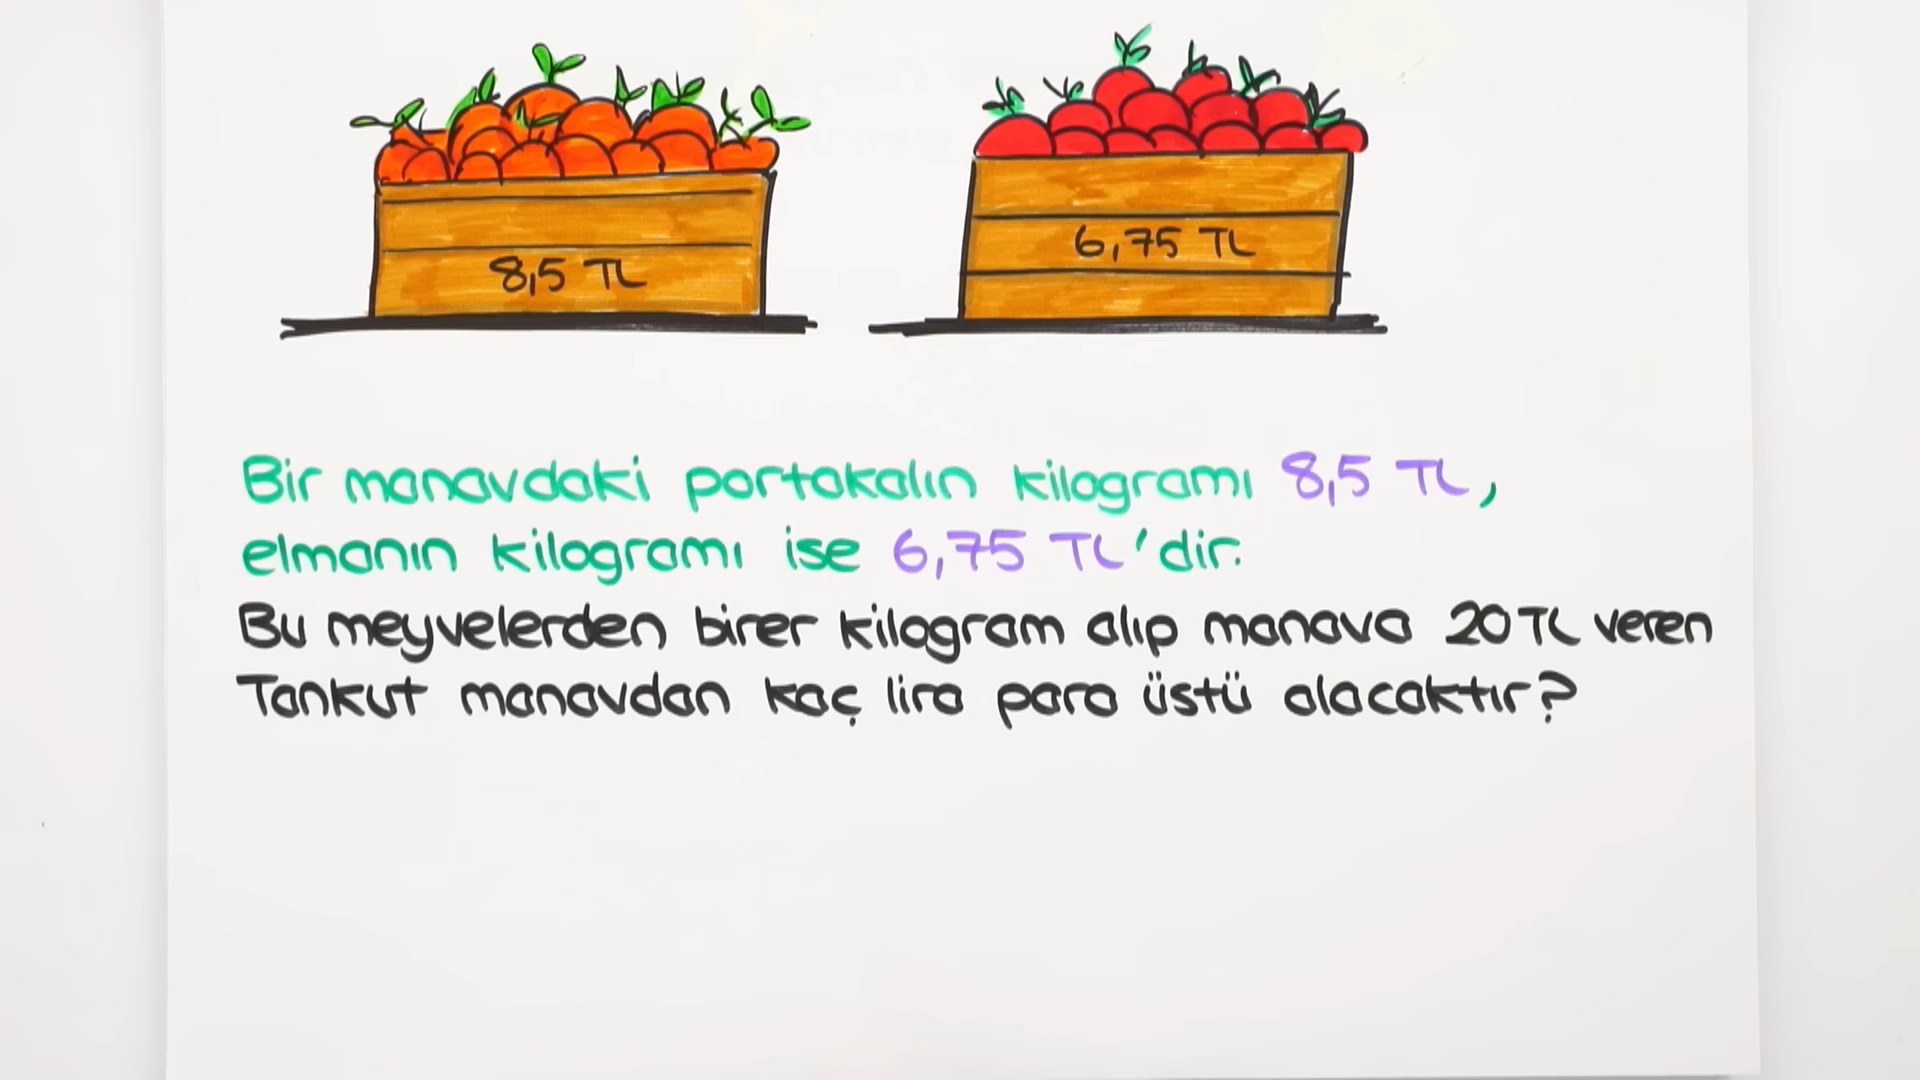 8,5 TL
6,75 TL
Bir manavdaki portakalın kilogramı 8,5 TL,
elmanın kilogramı ise 6,75 TL'dir.
Bu meyvelerden birer kilogram alıp manava 20 TL veren
Tankut manavdan kaç lira para üstü alacaktır?